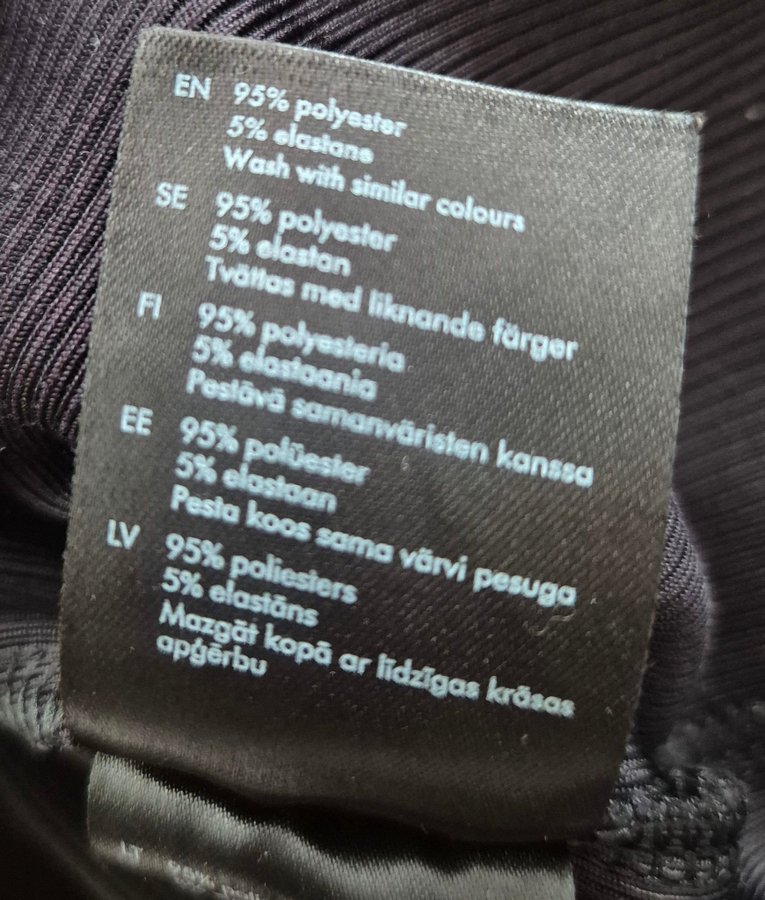 EN 95% polyester
5% elastane
Wash with similar colours
SE 95% polyester
5% elastan
Tvättas med liknande färger
FI 95% polyesteria
5% elastaania
Pestävä samanväristen kanssa
EE 95% polüester
5% elastaan
Pesta koos sama värvi pesuga
LV 95% poliesters
5% elastāns
Mazgāt kopā ar līdzīgas krāsas
apģērbu